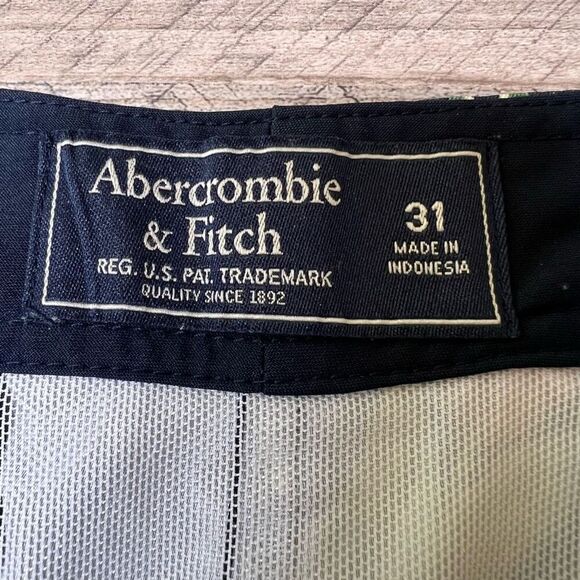 Abercrombie
& Fitch
REG. U.S. PAT. TRADEMARK
QUALITY SINCE 1892
31
MADE IN
INDONESIA